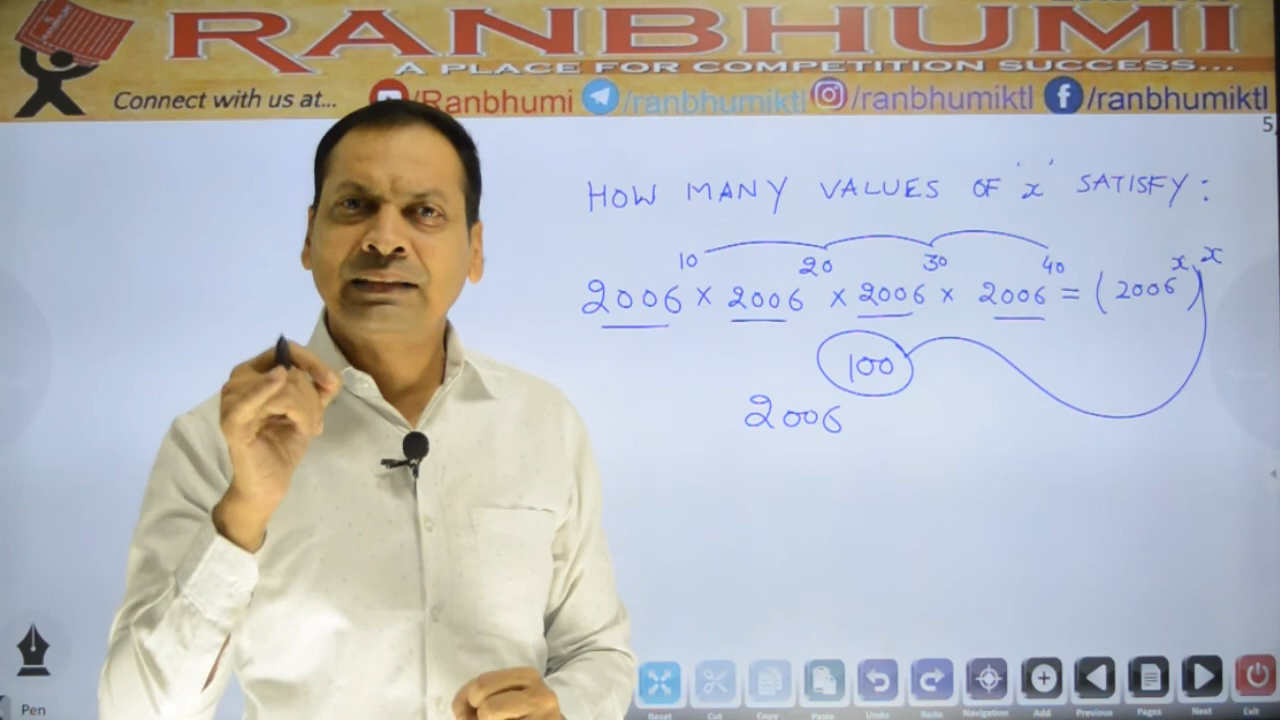 RANBHUMI
A PLACE FOR COMPETITION SUCCESS...
Connect with us at... /Ranbhumi /ranbhumiktl /ranbhumiktl /ranbhumiktl
5
HOW MANY VALUES OF 'x' SATISFY:
2006^10 × 2006^20 × 2006^30 × 2006^40 = (2006^x)^x
100
2006
Pen
Reset Cut Copy Paste Undo Redo Navigation Add Previous Pages Next Exit